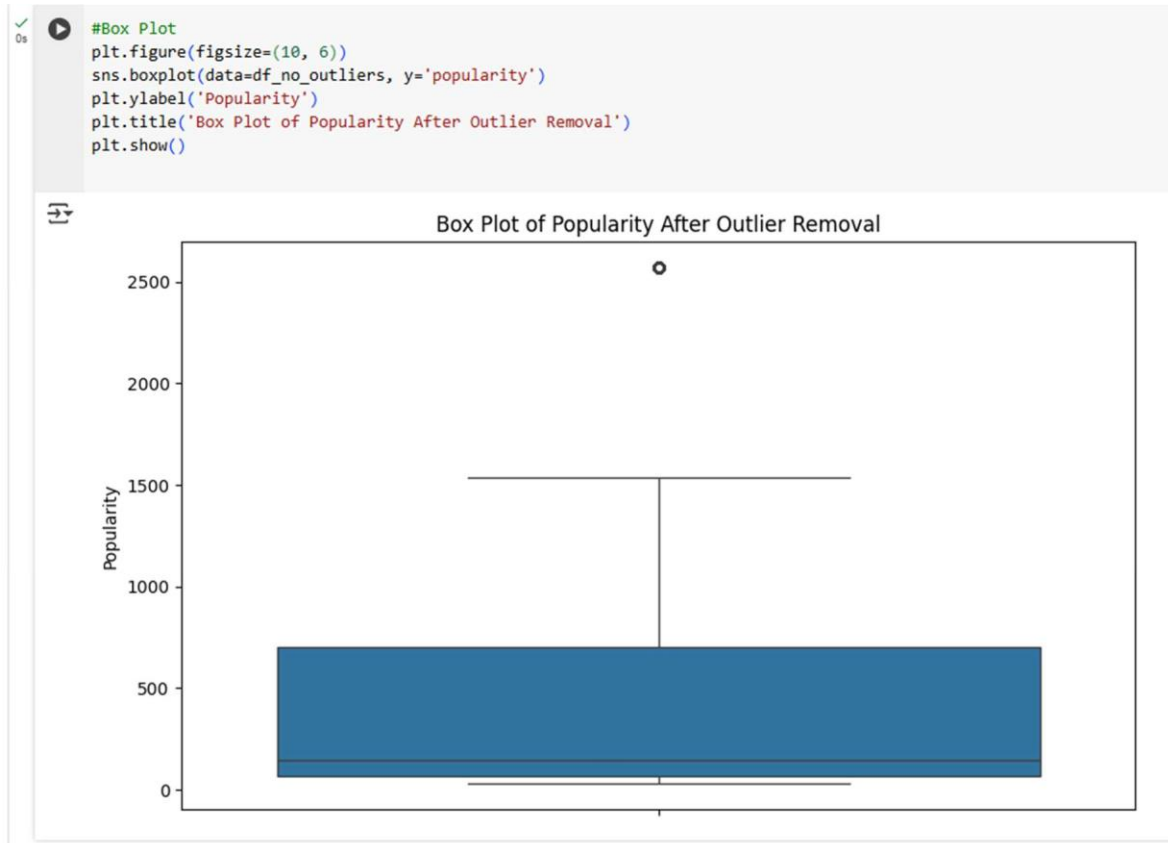 #Box Plot
0s
plt.figure(figsize=(10, 6))
sns.boxplot(data=df_no_outliers, y='popularity')
plt.ylabel('Popularity')
plt.title('Box Plot of Popularity After Outlier Removal')
plt.show()
Box Plot of Popularity After Outlier Removal
2500
2000
1500
1000
500
0
Popularity